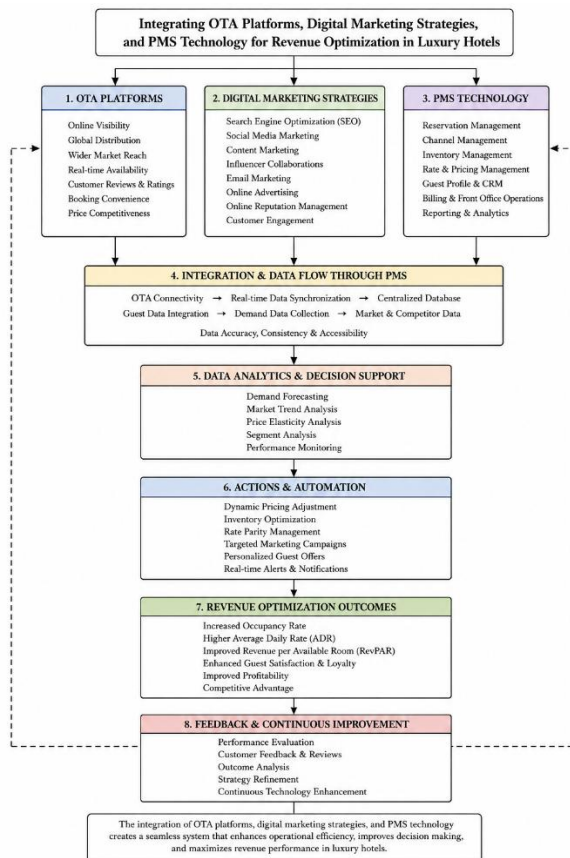 Integrating OTA Platforms, Digital Marketing Strategies,
and PMS Technology for Revenue Optimization in Luxury Hotels
1. OTA PLATFORMS
Online Visibility
Global Distribution
Wider Market Reach
Real-time Availability
Customer Reviews & Ratings
Booking Convenience
Price Competitiveness
2. DIGITAL MARKETING STRATEGIES
Search Engine Optimization (SEO)
Social Media Marketing
Content Marketing
Influencer Collaborations
Email Marketing
Online Advertising
Online Reputation Management
Customer Engagement
3. PMS TECHNOLOGY
Reservation Management
Channel Management
Inventory Management
Rate & Pricing Management
Guest Profile & CRM
Billing & Front Office Operations
Reporting & Analytics
4. INTEGRATION & DATA FLOW THROUGH PMS
OTA Connectivity → Real-time Data Synchronization → Centralized Database
Guest Data Integration → Demand Data Collection → Market & Competitor Data
Data Accuracy, Consistency & Accessibility
5. DATA ANALYTICS & DECISION SUPPORT
Demand Forecasting
Market Trend Analysis
Price Elasticity Analysis
Segment Analysis
Performance Monitoring
6. ACTIONS & AUTOMATION
Dynamic Pricing Adjustment
Inventory Optimization
Rate Parity Management
Targeted Marketing Campaigns
Personalized Guest Offers
Real-time Alerts & Notifications
7. REVENUE OPTIMIZATION OUTCOMES
Increased Occupancy Rate
Higher Average Daily Rate (ADR)
Improved Revenue per Available Room (RevPAR)
Enhanced Guest Satisfaction & Loyalty
Improved Profitability
Competitive Advantage
8. FEEDBACK & CONTINUOUS IMPROVEMENT
Performance Evaluation
Customer Feedback & Reviews
Outcome Analysis
Strategy Refinement
Continuous Technology Enhancement
The integration of OTA platforms, digital marketing strategies, and PMS technology
creates a seamless system that enhances operational efficiency, improves decision making,
and maximizes revenue performance in luxury hotels.